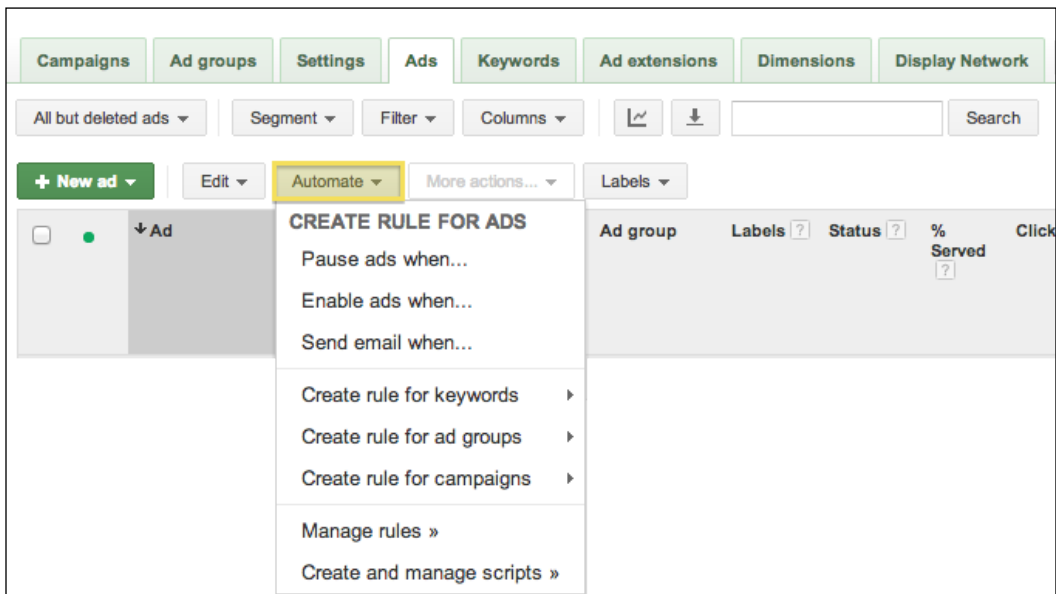 Campaigns Ad groups Settings Ads Keywords Ad extensions Dimensions Display Network
All but deleted ads Segment Filter Columns Search
+ New ad Edit Automate More actions... Labels
Ad Ad group Labels ? Status ? % Served ? Click
CREATE RULE FOR ADS
Pause ads when...
Enable ads when...
Send email when...
Create rule for keywords
Create rule for ad groups
Create rule for campaigns
Manage rules »
Create and manage scripts »